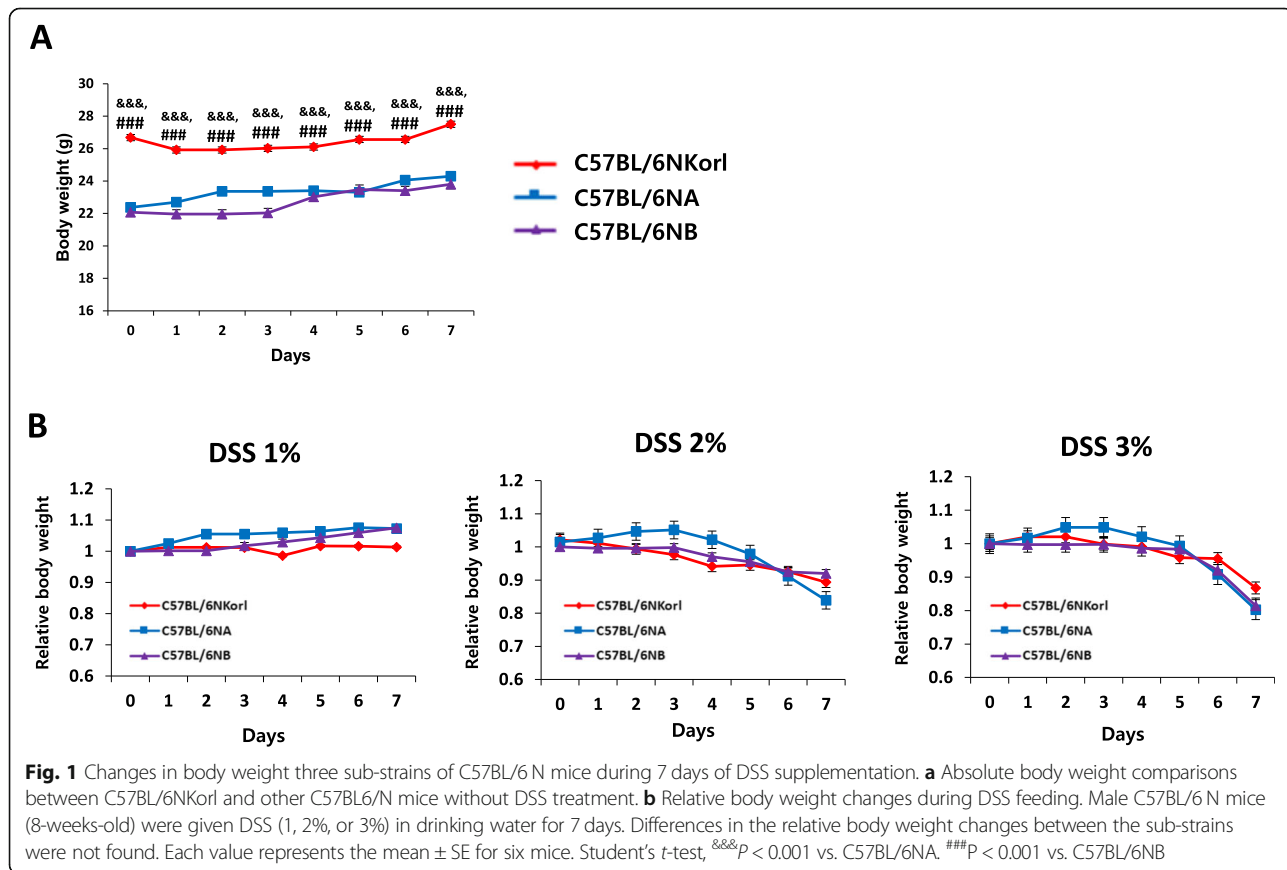 A
30
28
26
24
22
20
18
16
Body weight (g)
&&&, &&&, &&&, &&&, &&&, &&&, &&&, &&&,
### ### ### ### ### ### ### ###
0 1 2 3 4 5 6 7
Days
C57BL/6NKorl
C57BL/6NA
C57BL/6NB
B
DSS 1%
1.2
1.1
1
0.9
0.8
0.7
0.6
Relative body weight
C57BL/6NKorl
C57BL/6NA
C57BL/6NB
0 1 2 3 4 5 6 7
Days
DSS 2%
1.2
1.1
1
0.9
0.8
0.7
0.6
Relative body weight
C57BL/6NKorl
C57BL/6NA
C57BL/6NB
0 1 2 3 4 5 6 7
Days
DSS 3%
1.2
1.1
1
0.9
0.8
0.7
0.6
Relative body weight
C57BL/6NKorl
C57BL/6NA
C57BL/6NB
0 1 2 3 4 5 6 7
Days
Fig. 1 Changes in body weight three sub-strains of C57BL/6 N mice during 7 days of DSS supplementation. a Absolute body weight comparisons
between C57BL/6NKorl and other C57BL6/N mice without DSS treatment. b Relative body weight changes during DSS feeding. Male C57BL/6 N mice
(8-weeks-old) were given DSS (1, 2%, or 3%) in drinking water for 7 days. Differences in the relative body weight changes between the sub-strains
were not found. Each value represents the mean ± SE for six mice. Student's t-test, &&&P < 0.001 vs. C57BL/6NA. ###P < 0.001 vs. C57BL/6NB